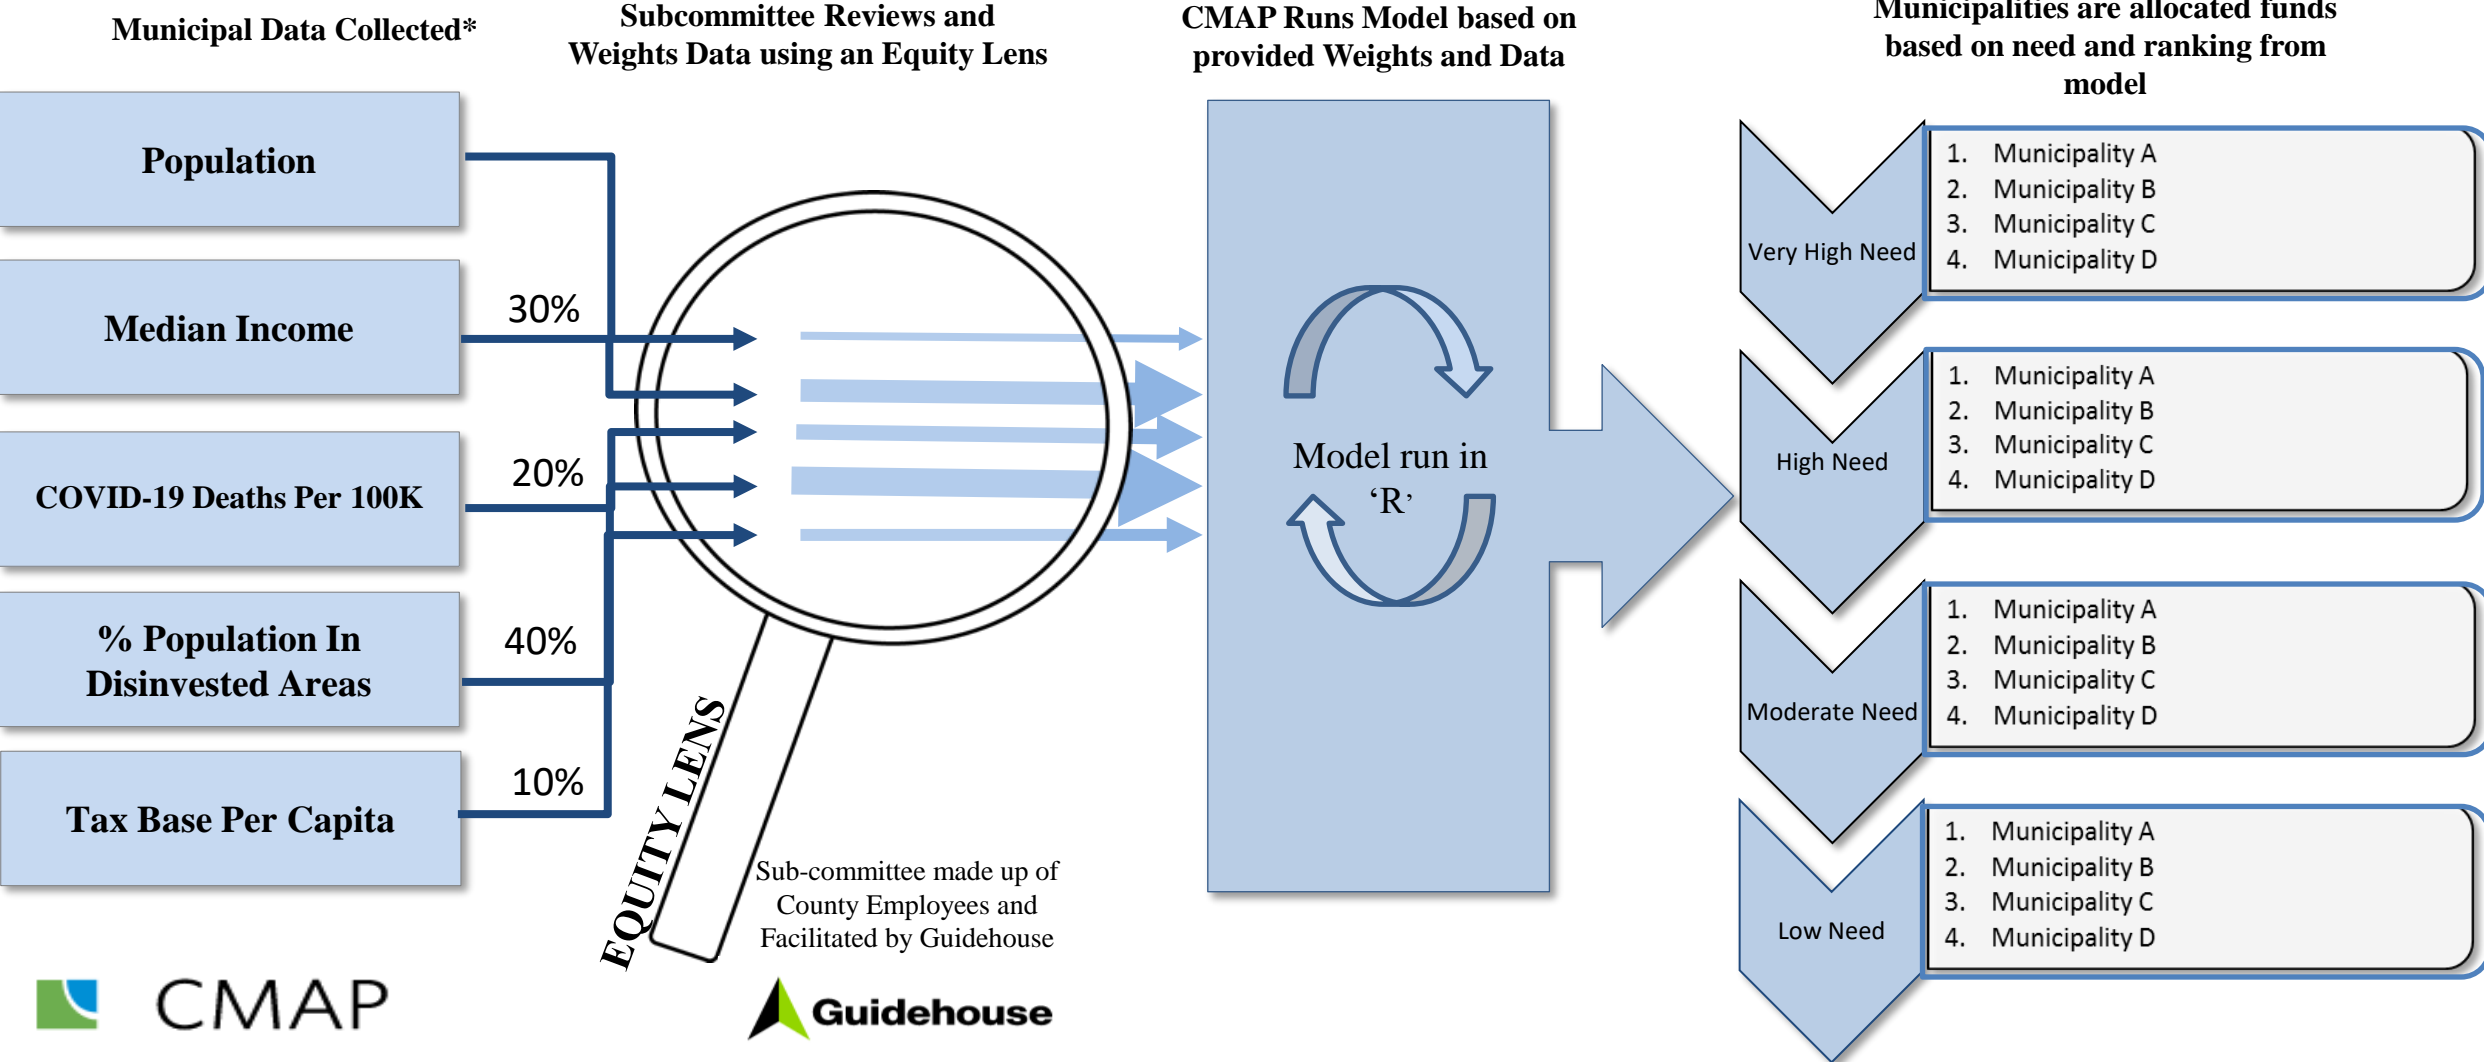 Municipal Data Collected*
Subcommittee Reviews and
Weights Data using an Equity Lens
CMAP Runs Model based on
provided Weights and Data
Municipalities are allocated funds
based on need and ranking from
model
Population
Median Income
COVID-19 Deaths Per 100K
% Population In
Disinvested Areas
Tax Base Per Capita
30%
20%
40%
10%
EQUITY LENS
Sub-committee made up of
County Employees and
Facilitated by Guidehouse
Model run in
‘R’
Very High Need
1. Municipality A
2. Municipality B
3. Municipality C
4. Municipality D
High Need
1. Municipality A
2. Municipality B
3. Municipality C
4. Municipality D
Moderate Need
1. Municipality A
2. Municipality B
3. Municipality C
4. Municipality D
Low Need
1. Municipality A
2. Municipality B
3. Municipality C
4. Municipality D
CMAP
Guidehouse